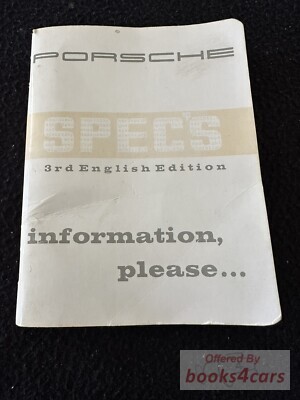 PORSCHE
SPEC'S
3rd English Edition
information,
please...
Offered By
books4cars